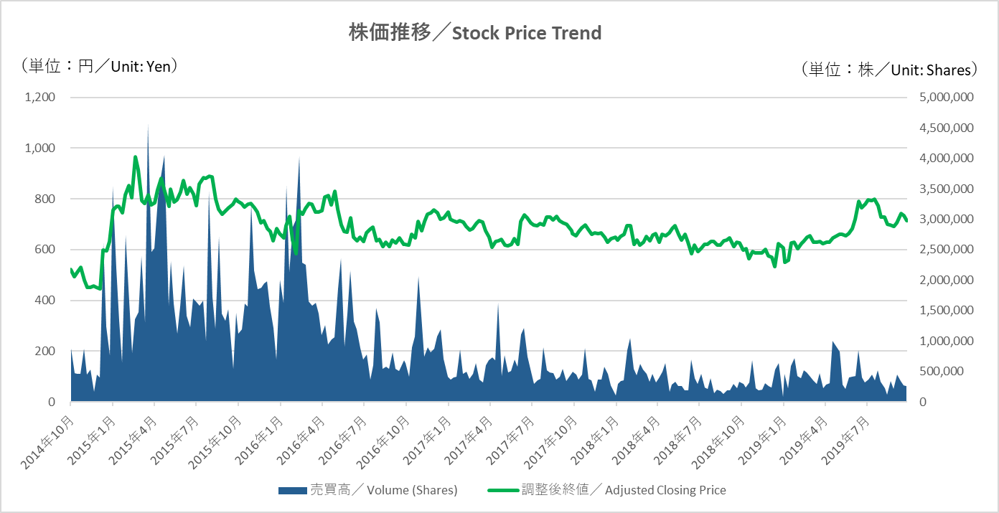 株価推移／Stock Price Trend
（単位：円／Unit: Yen）
（単位：株／Unit: Shares）
1,200
1,000
800
600
400
200
0
5,000,000
4,500,000
4,000,000
3,500,000
3,000,000
2,500,000
2,000,000
1,500,000
1,000,000
500,000
0
2014年10月
2015年1月
2015年4月
2015年7月
2015年10月
2016年1月
2016年4月
2016年7月
2016年10月
2017年1月
2017年4月
2017年7月
2017年10月
2018年1月
2018年4月
2018年7月
2018年10月
2019年1月
2019年4月
2019年7月
売買高／Volume (Shares)
調整後終値／Adjusted Closing Price